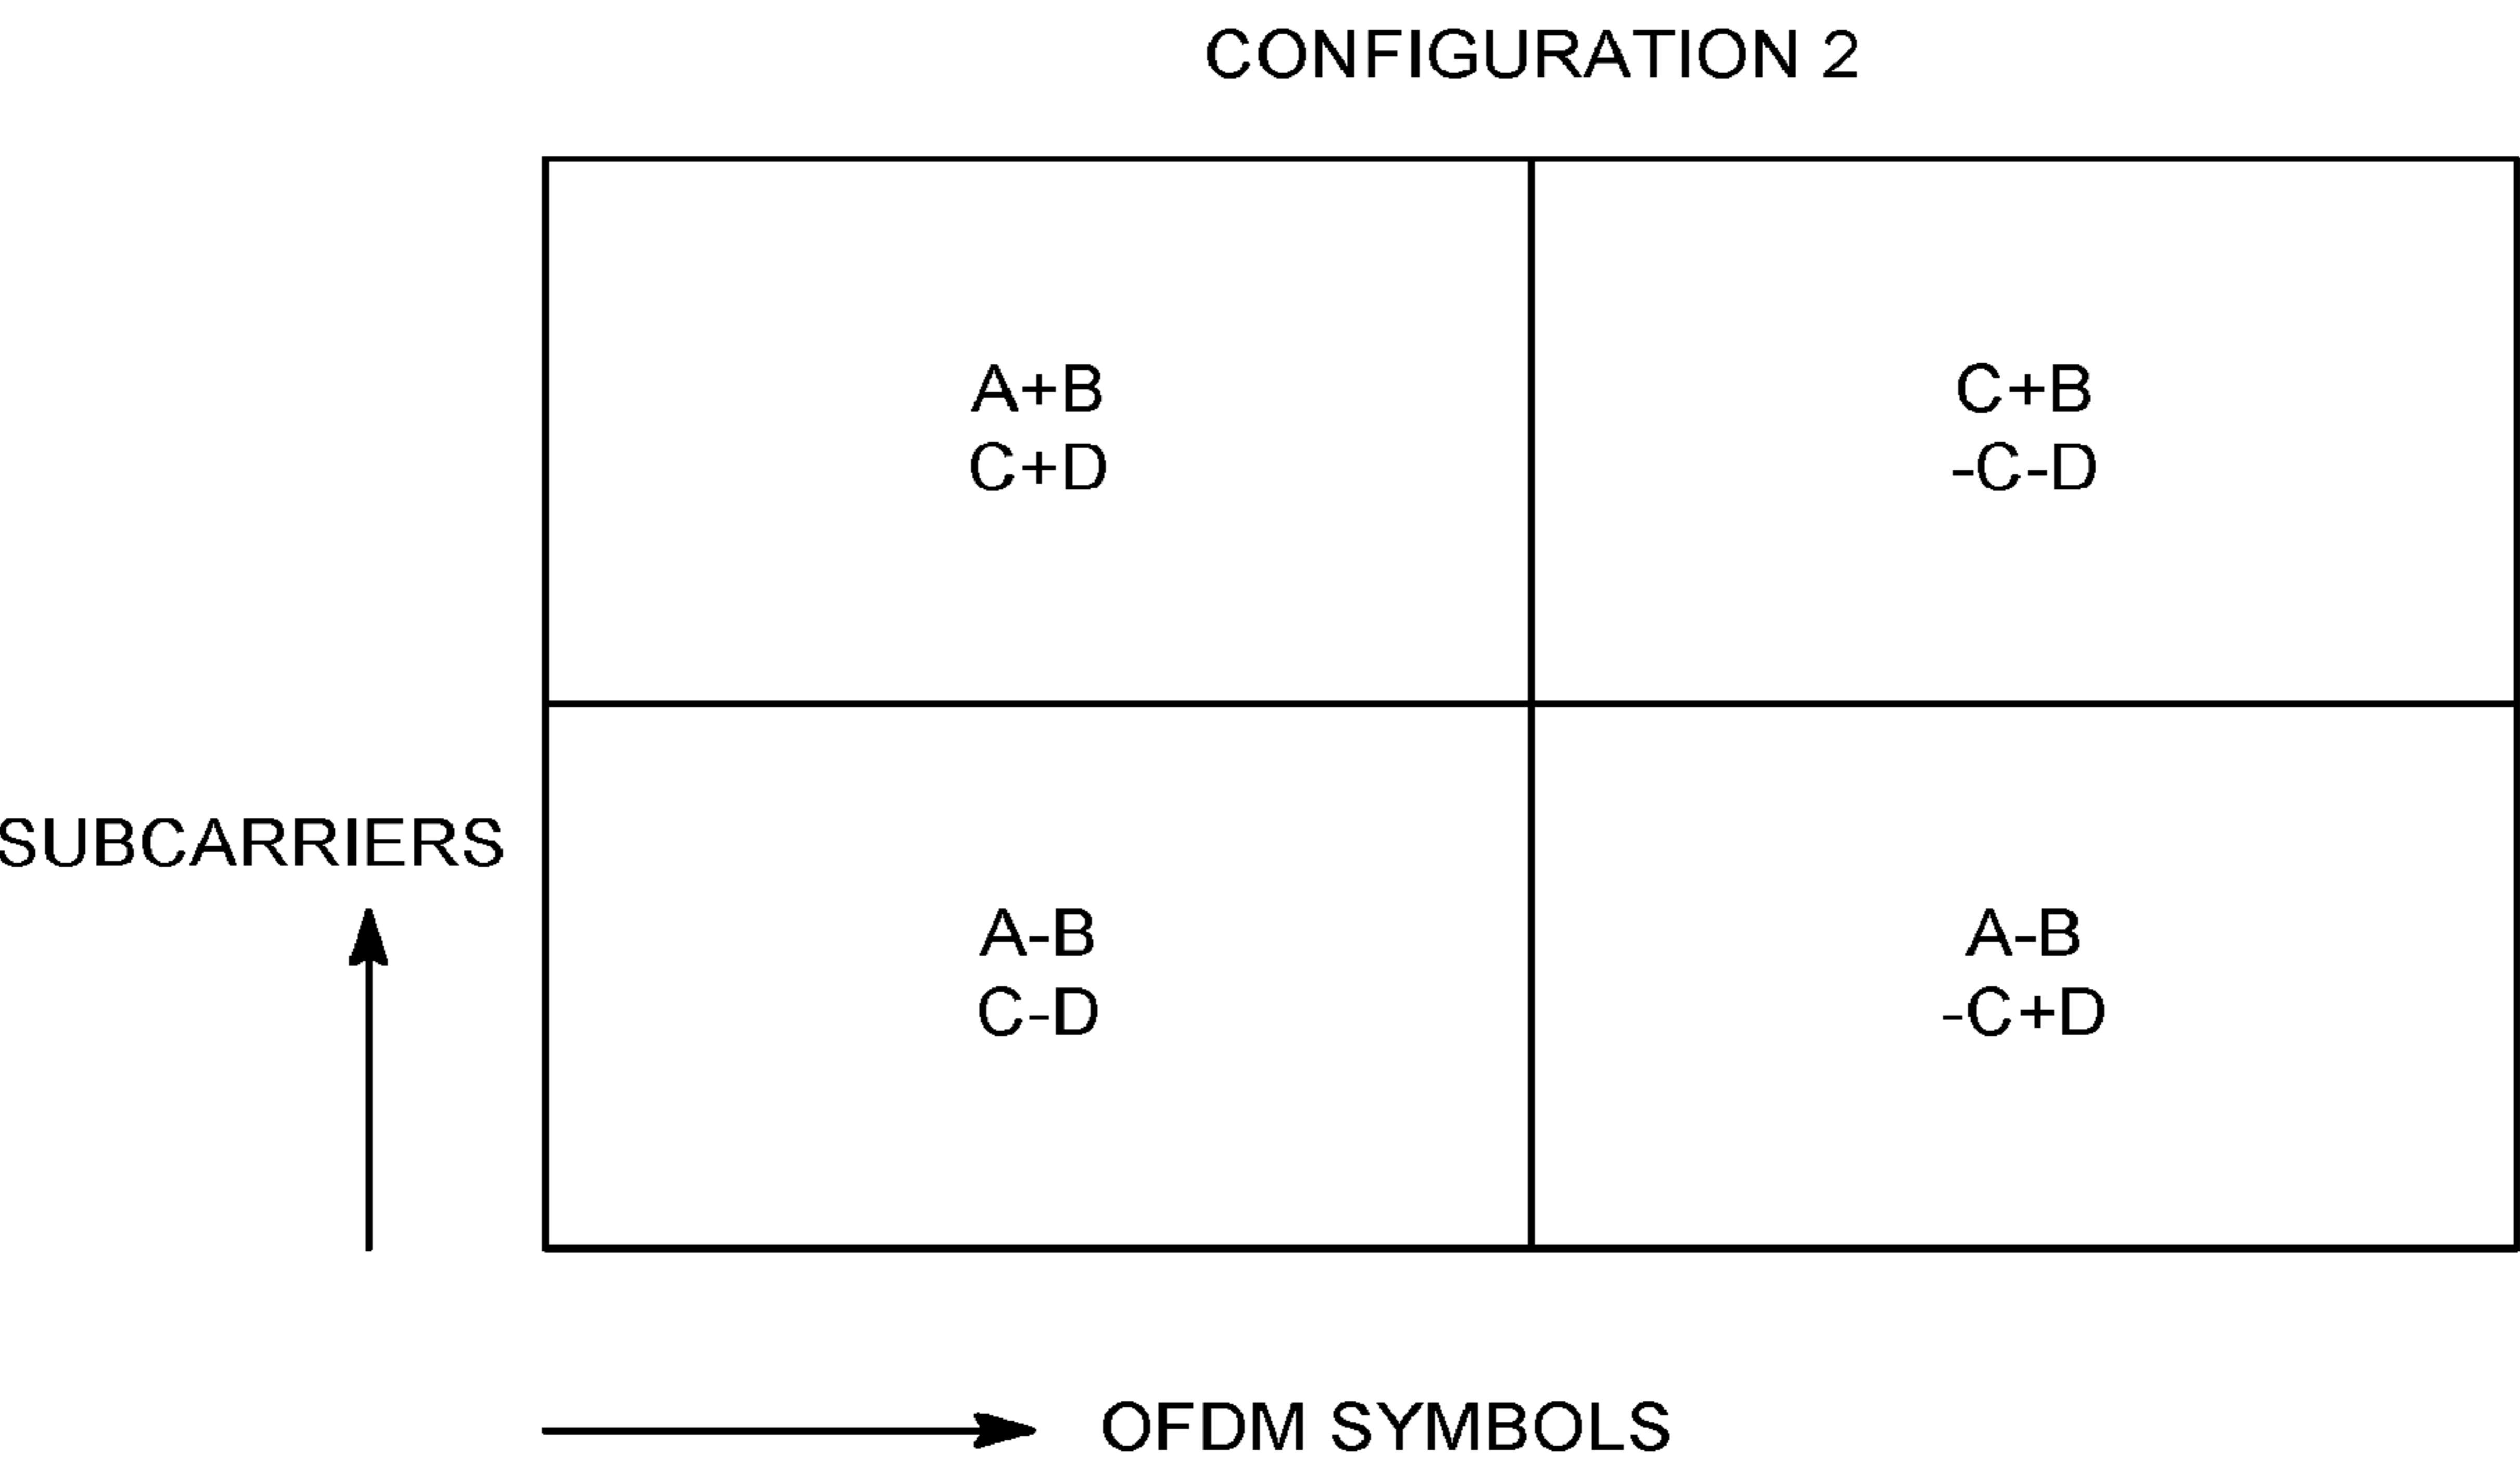 CONFIGURATION 2
A+B
C+D
C+B
-C-D
SUBCARRIERS
A-B
C-D
A-B
-C+D
OFDM SYMBOLS